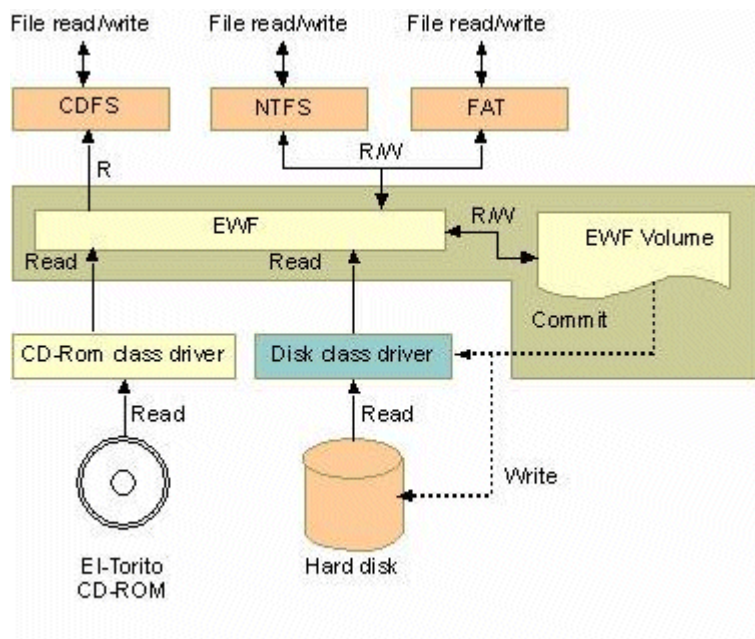 File read/write
File read/write
File read/write
CDFS
NTFS
FAT
R/W
R
EWF
R/W
EWF Volume
Read
Read
Commit
CD-Rom class driver
Disk class driver
Read
Read
Write
El-Torito
CD-ROM
Hard disk